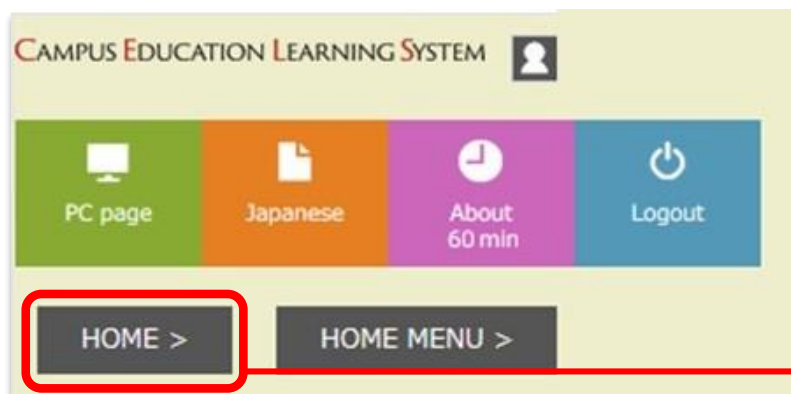 CAMPUS EDUCATION LEARNING SYSTEM
PC page
Japanese
About
60 min
Logout
HOME >
HOME MENU >